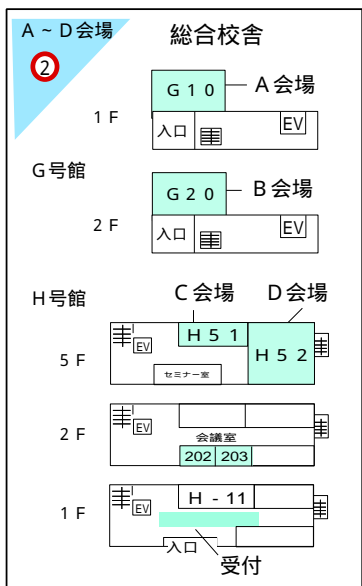 A~D会場
総合校舎
2
G10
A会場
1F
入口
EV
G号館
G20
B会場
2F
入口
EV
H号館
C会場
D会場
H51
H52
EV
5F
セミナー室
EV
会議室
2F
202
203
EV
H-11
1F
入口
受付